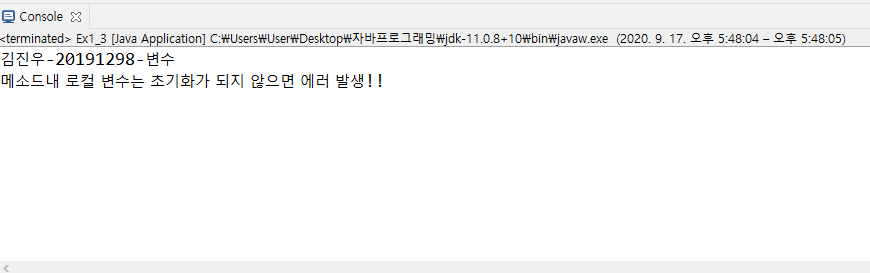 Console
<terminated> Ex1_3 [Java Application] C:₩Users₩User₩Desktop₩자바프로그래밍₩jdk-11.0.8+10₩bin₩javaw.exe (2020. 9. 17. 오후 5:48:04 – 오후 5:48:05)
김진우-20191298-변수
메소드내 로컬 변수는 초기화가 되지 않으면 에러 발생!!